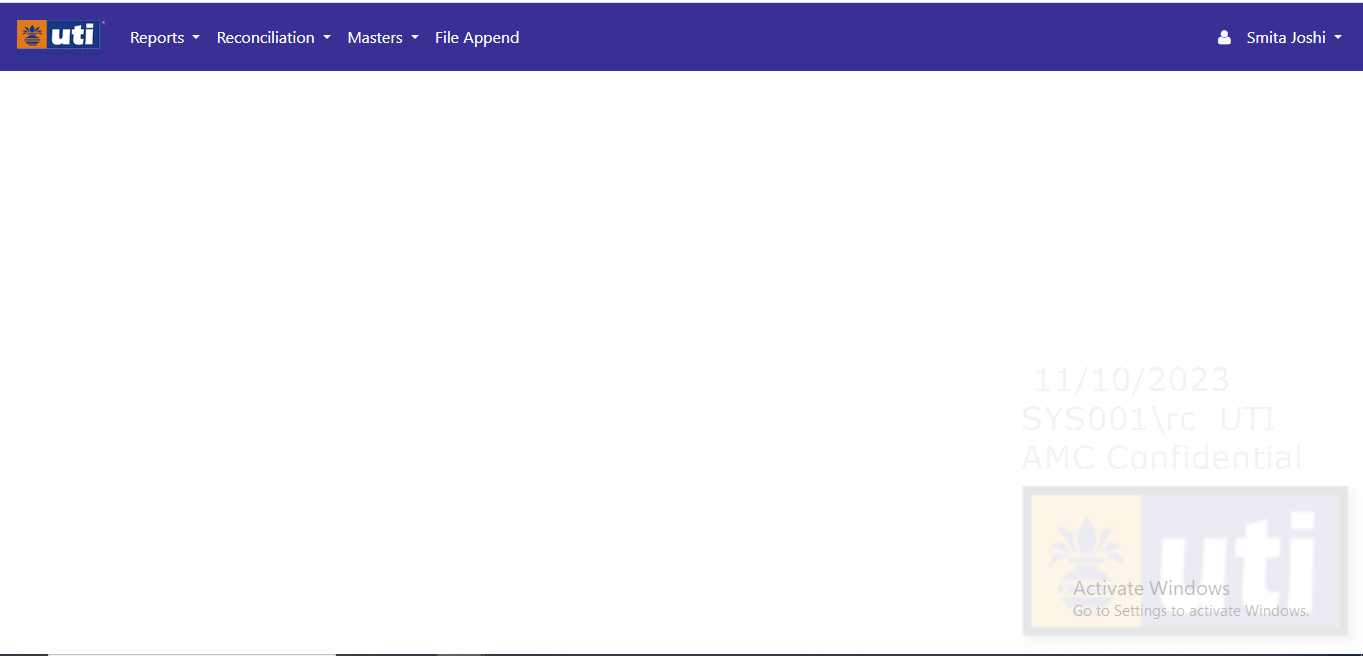 uti Reports Reconciliation Masters File Append Smita Joshi
11/10/2023
SYS001\rc UTI
AMC Confidential
uti
Activate Windows
Go to Settings to activate Windows.